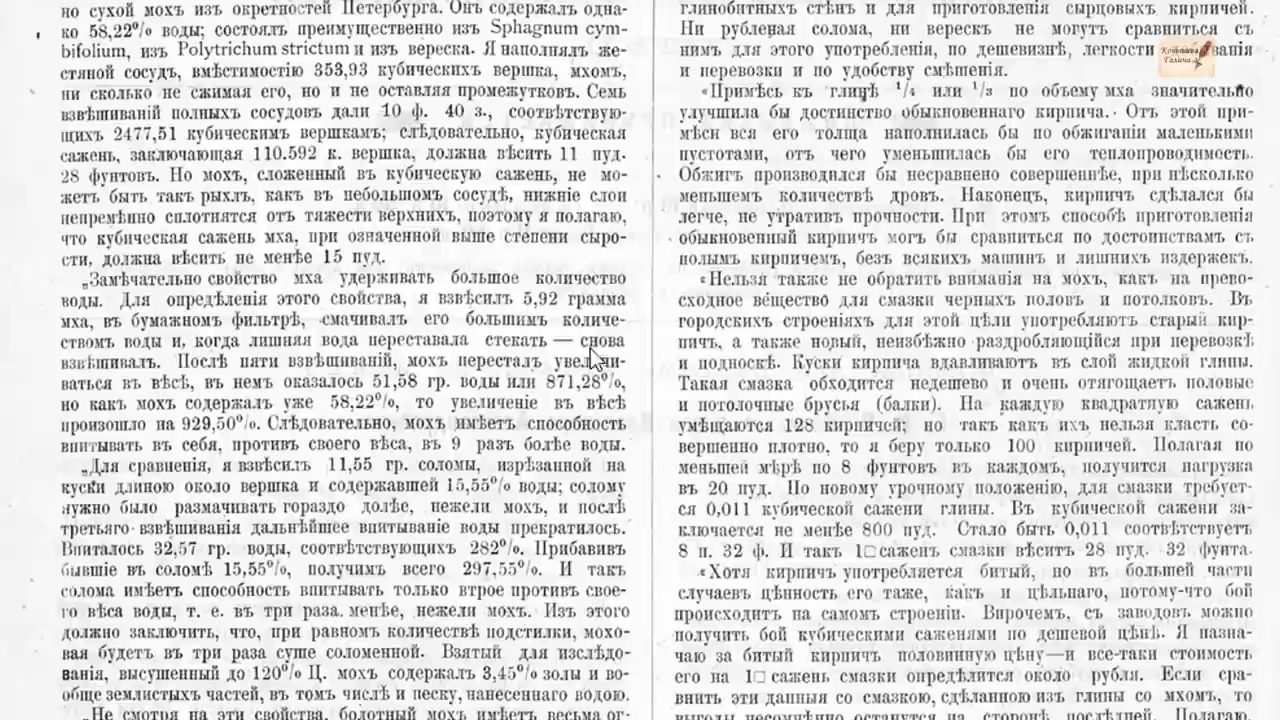 но сухой мохъ изъ окретностей Петербурга. Онъ содержалъ одна-
ко 58,22% воды; состоялъ преимущественно изъ Sphagnum cym-
bifolium, изъ Polytrichum strictum и изъ вереска. Я наполнялъ же-
стяной сосудъ, вмѣстимостію 353,93 кубическихъ вершка, мхомъ,
ни сколько не сжимая его, но и не оставляя промежутковъ. Семь
взвѣшиваній полныхъ сосудовъ дали 10 ф. 40 з., соотвѣтствую-
щихъ 2477,51 кубическимъ вершкамъ; слѣдовательно, кубическая
сажень, заключающая 110.592 к. вершка, должна вѣсить 11 пуд.
28 фунтовъ. Но мохъ, сложенный въ кубическую сажень, не мо-
жетъ быть такъ рыхлъ, какъ въ небольшомъ сосудѣ, нижніе слои
непремѣнно сплотнятся отъ тяжести верхнихъ, поэтому я полагаю,
что кубическая сажень мха, при означенной выше степени сыро-
сти, должна вѣсить не менѣе 15 пуд.
„Замѣчательно свойство мха удерживать большое количество
воды. Для опредѣленія этого свойства, я взвѣсилъ 5,92 грамма
мха, въ бумажномъ фильтрѣ, смачивалъ его большимъ количе-
ствомъ воды и, когда лишняя вода переставала стекать — снова
взвѣшивалъ. Послѣ пяти взвѣшиваній, мохъ пересталъ увеличи-
ваться въ вѣсѣ, въ немъ оказалось 51,58 гр. воды или 871,28%,
но какъ мохъ содержалъ уже 58,22%, то увеличеніе въ вѣсѣ
произошло на 929,50%. Слѣдовательно, мохъ имѣетъ способность
впитывать въ себя, противъ своего вѣса, въ 9 разъ болѣе воды.
„Для сравненія, я взвѣсилъ 11,55 гр. соломы, изрѣзанной на
куски длиною около вершка и содержавшей 15,55% воды; солому
нужно было размачивать гораздо долѣе, нежели мохъ, и послѣ
третьяго взвѣшиванія дальнѣйшее впитываніе воды прекратилось.
Впиталось 32,57 гр. воды, соотвѣтствующихъ 282%. Прибавивъ
бывшіе въ соломѣ 15,55%, получимъ всего 297,55%. И такъ
солома имѣетъ способность впитывать только втрое противъ свое-
го вѣса воды, т. е. въ три раза менѣе, нежели мохъ. Изъ этого
должно заключить, что, при равномъ количествѣ подстилки, мохо-
вая будетъ въ три раза суше соломенной. Взятый для изслѣдо-
ванія, высушенный до 120% Ц. мохъ содержалъ 3,45% золы и во-
обще землистыхъ частей, въ томъ числѣ и песку, нанесеннаго водою.
„Не смотря на эти свойства, болотный мохъ имѣетъ весьма ог-
глинобитныхъ стѣнъ и для приготовленія сырцовыхъ кирпичей.
Ни рубленая солома, ни верескъ не могутъ сравниться съ
нимъ для этого употребленія, по дешевизнѣ, легкости
и перевозки и по удобству смѣшенія.
«Примѣсь къ глинѣ ¹/₄ или ¹/₃ по объему мха значительно
улучшила бы достоинство обыкновеннаго кирпича. Отъ этой при-
мѣси вся его толща наполнилась бы по обжиганіи маленькими
пустотами, отъ чего уменьшилась бы его теплопроводимость.
Обжигъ производился бы несравнено совершеннѣе, при нѣсколько
меньшемъ количествѣ дровъ. Наконецъ, кирпичъ сдѣлался бы
легче, не утративъ прочности. При этомъ способѣ приготовленія
обыкновенный кирпичъ могъ бы сравниться по достоинствамъ съ
полымъ кирпичемъ, безъ всякихъ машинъ и лишнихъ издержекъ.
«Нельзя также не обратить вниманія на мохъ, какъ на прево-
сходное вещество для смазки черныхъ половъ и потолковъ. Въ
городскихъ строеніяхъ для этой цѣли употребляютъ старый кир-
пичъ, а также новый, неизбѣжно раздробляющійся при перевозкѣ
и подноскѣ. Куски кирпича вдавливаютъ въ слой жидкой глины.
Такая смазка обходится недешево и очень отягощаетъ половые
и потолочные брусья (балки). На каждую квадратную сажень
умѣщаются 128 кирпичей; но такъ какъ ихъ нельзя класть со-
вершенно плотно, то я беру только 100 кирпичей. Полагая по
меньшей мѣрѣ по 8 фунтовъ въ каждомъ, получится нагрузка
въ 20 пуд. По новому урочному положенію, для смазки требует-
ся 0,011 кубической сажени глины. Въ кубической сажени за-
ключается не менѣе 800 пуд. Стало быть 0,011 соотвѣтствуетъ
8 п. 32 ф. И такъ 1□ сажень смазки вѣситъ 28 пуд. 32 фунта.
«Хотя кирпичъ употребляется битый, но въ большей части
случаевъ цѣнность его таже, какъ и цѣльнаго, потому-что бой
происходитъ на самомъ строеніи. Впрочемъ, съ заводовъ можно
получить бой кубическими саженями по дешевой цѣнѣ. Я назна-
чаю за битый кирпичъ половинную цѣну—и все-таки стоимость
его на 1□ сажень смазки опредѣлится около рубля. Если сра-
внить эти данныя со смазкою, сдѣланною изъ глины со мхомъ, то
выгоды несомнѣнно останутся на сторонѣ послѣдней. Полагаю,
Коньшина
Галина